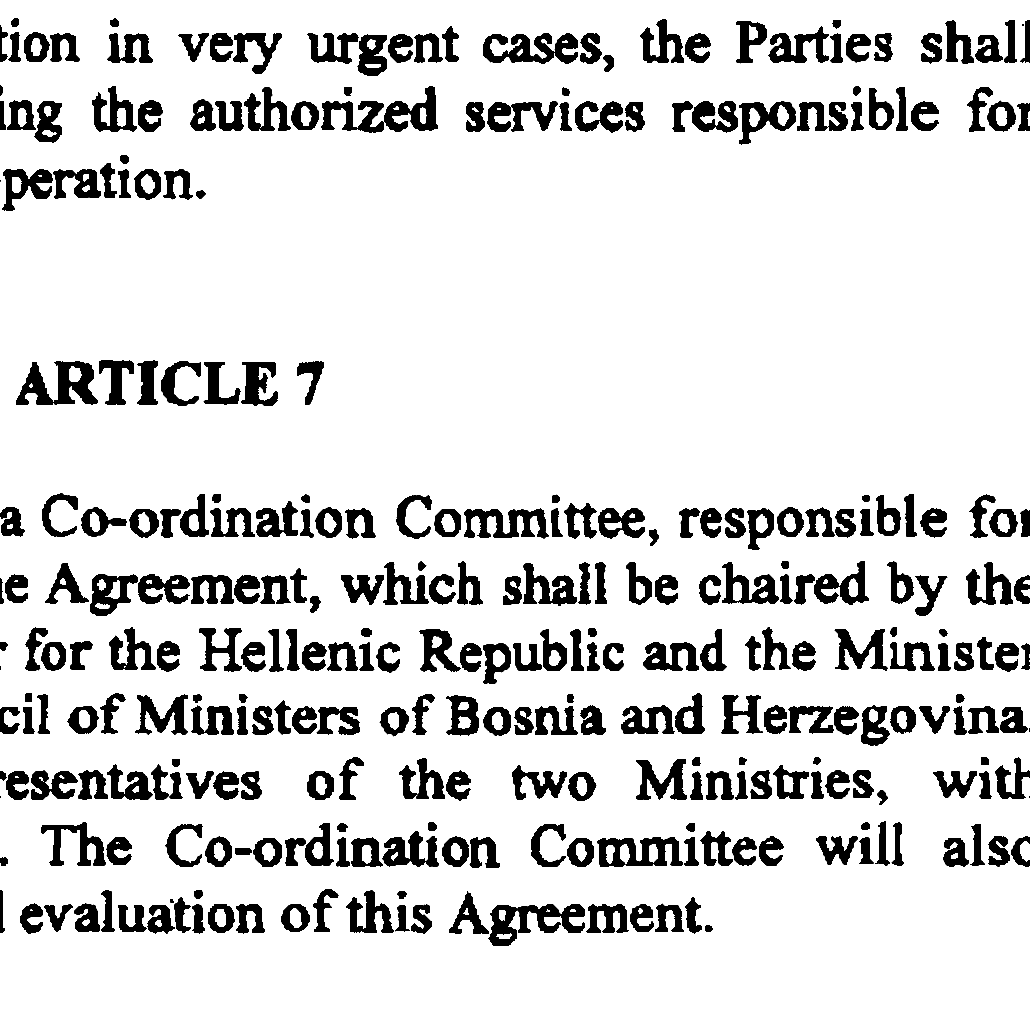 tion in very urgent cases, the Parties shall
ing the authorized services responsible for
peration.
ARTICLE 7
a Co-ordination Committee, responsible for
he Agreement, which shall be chaired by the
r for the Hellenic Republic and the Minister
cil of Ministers of Bosnia and Herzegovina.
resentatives of the two Ministries, with
. The Co-ordination Committee will also
d evaluation of this Agreement.